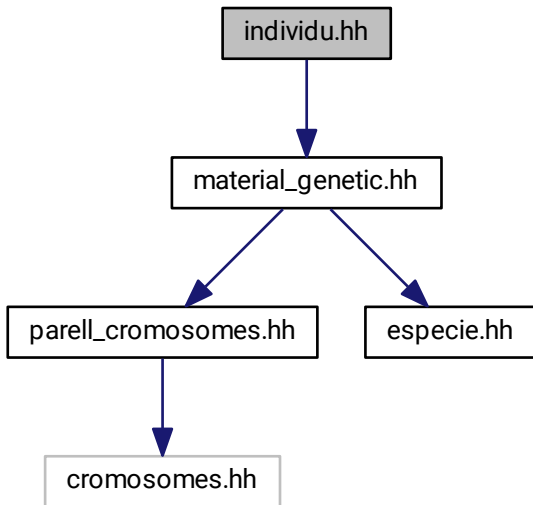 individu.hh
material_genetic.hh
parell_cromosomes.hh
especie.hh
cromosomes.hh